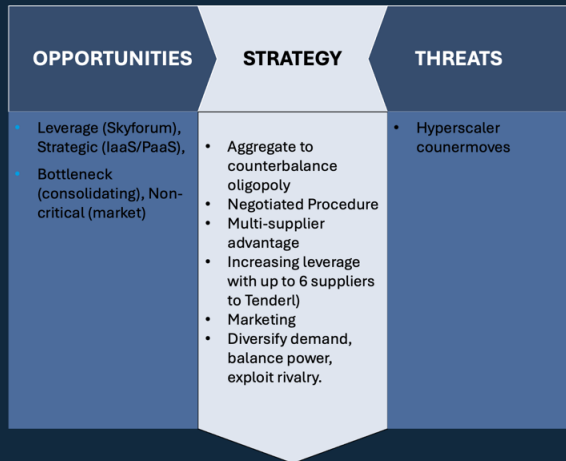 OPPORTUNITIES
STRATEGY
THREATS
• Leverage (Skyforum),
Strategic (IaaS/PaaS),
• Bottleneck
(consolidating), Non-
critical (market)
• Aggregate to
counterbalance
oligopoly
• Negotiated Procedure
• Multi-supplier
advantage
• Increasing leverage
with up to 6 suppliers
to Tenderl)
• Marketing
• Diversify demand,
balance power,
exploit rivalry.
• Hyperscaler
counermoves